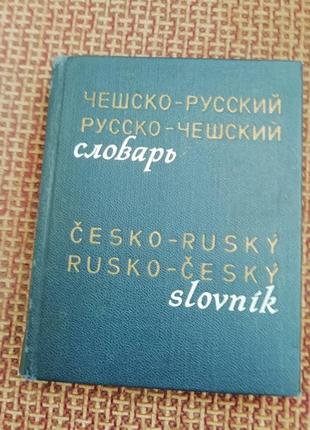 ЧЕШСКО-РУССКИЙ
РУССКО-ЧЕШСКИЙ
словарь
ČESKO-RUSKÝ
RUSKO-ČESKÝ
slovník